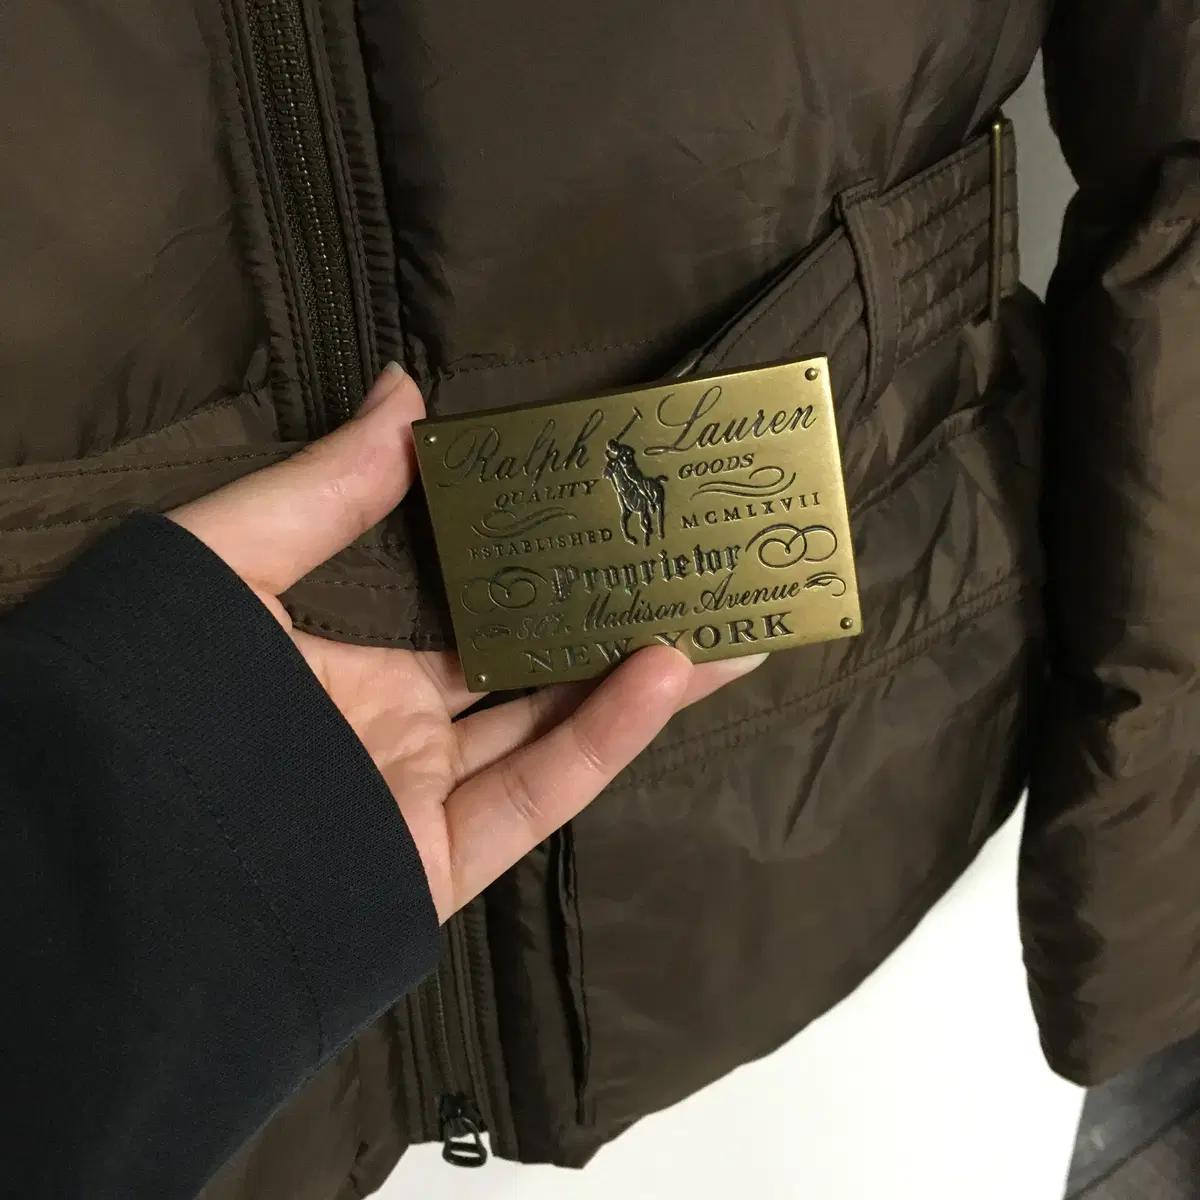 Ralph Lauren
QUALITY GOODS
ESTABLISHED MCMLXVII
Proprietor
867. Madison Avenue
NEW YORK